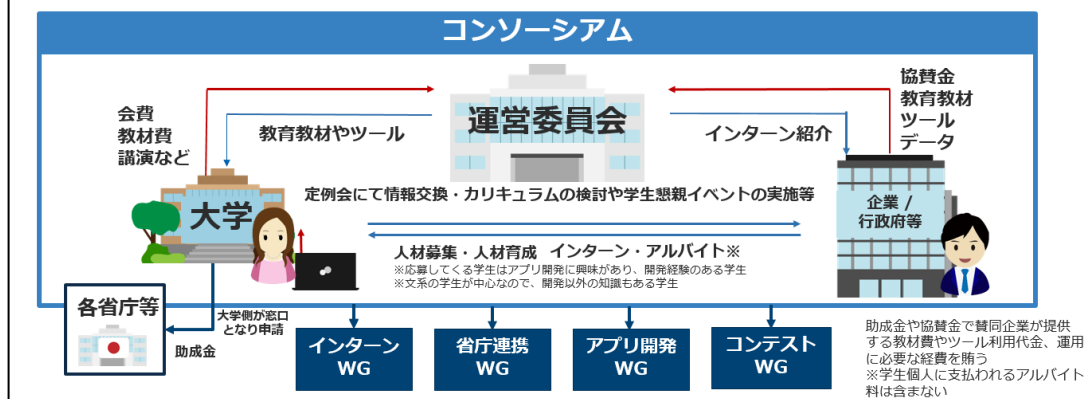 コンソーシアム
会費
教材費
講演など
教育教材やツール
運営委員会
インターン紹介
協賛金
教育教材
ツール
データ
定例会にて情報交換・カリキュラムの検討や学生懇親イベントの実施等
大学
企業 /
行政府等
人材募集・人材育成 インターン・アルバイト※
※応募してくる学生はアプリ開発に興味があり、開発経験のある学生
※文系の学生が中心なので、開発以外の知識もある学生
各省庁等
大学側が窓口
となり申請
助成金
インターン
WG
省庁連携
WG
アプリ開発
WG
コンテスト
WG
助成金や協賛金で賛同企業が提供
する教材費やツール利用代金、運用
に必要な経費を賄う
※学生個人に支払われるアルバイト
料は含まない